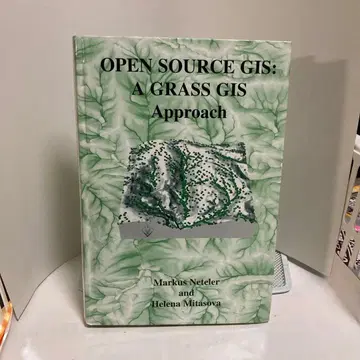 OPEN SOURCE GIS:
A GRASS GIS
Approach
Markus Neteler
and
Helena Mitasova